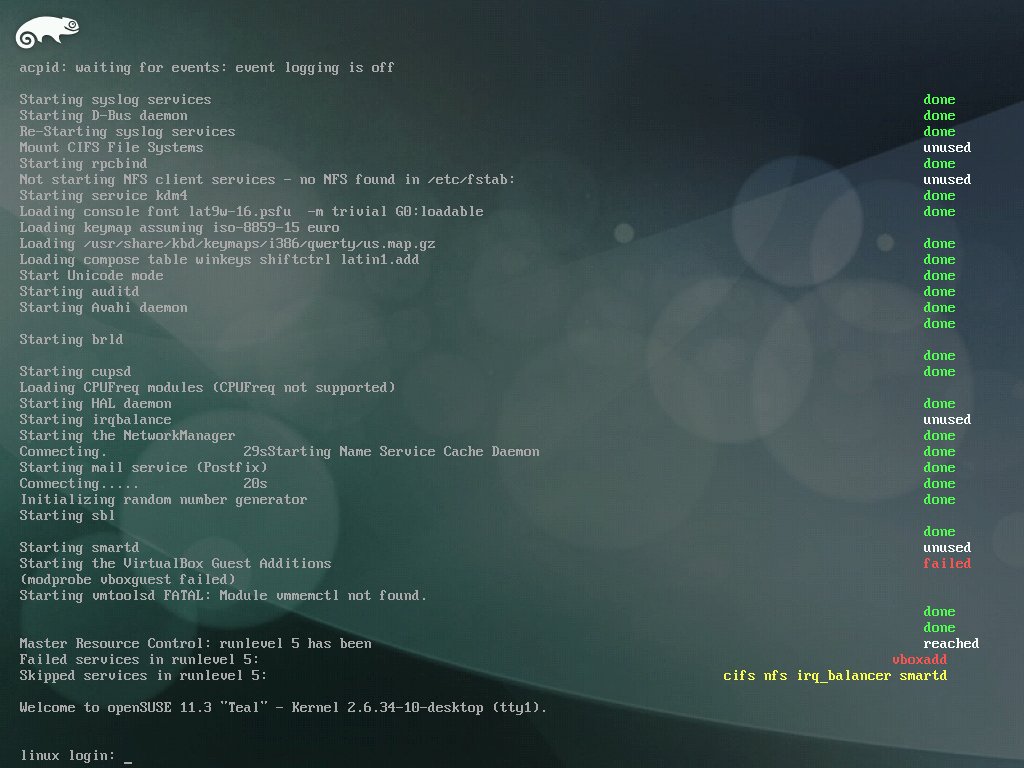 acpid: waiting for events: event logging is off
Starting syslog services done
Starting D-Bus daemon done
Re-Starting syslog services done
Mount CIFS File Systems unused
Starting rpcbind done
Not starting NFS client services - no NFS found in /etc/fstab: unused
Starting service kdm4 done
Loading console font lat9w-16.psfu -m trivial G0:loadable done
Loading keymap assuming iso-8859-15 euro
Loading /usr/share/kbd/keymaps/i386/qwerty/us.map.gz done
Loading compose table winkeys shiftctrl latin1.add done
Start Unicode mode done
Starting auditd done
Starting Avahi daemon done
done
Starting brld
done
Starting cupsd done
Loading CPUFreq modules (CPUFreq not supported)
Starting HAL daemon done
Starting irqbalance unused
Starting the NetworkManager done
Connecting. 29sStarting Name Service Cache Daemon done
Starting mail service (Postfix) done
Connecting..... 20s done
Initializing random number generator done
Starting sbl
done
Starting smartd unused
Starting the VirtualBox Guest Additions failed
(modprobe vboxguest failed)
Starting vmtoolsd FATAL: Module vmmemctl not found.
done
done
Master Resource Control: runlevel 5 has been reached
Failed services in runlevel 5: vboxadd
Skipped services in runlevel 5: cifs nfs irq_balancer smartd
Welcome to openSUSE 11.3 "Teal" - Kernel 2.6.34-10-desktop (tty1).
linux login: _